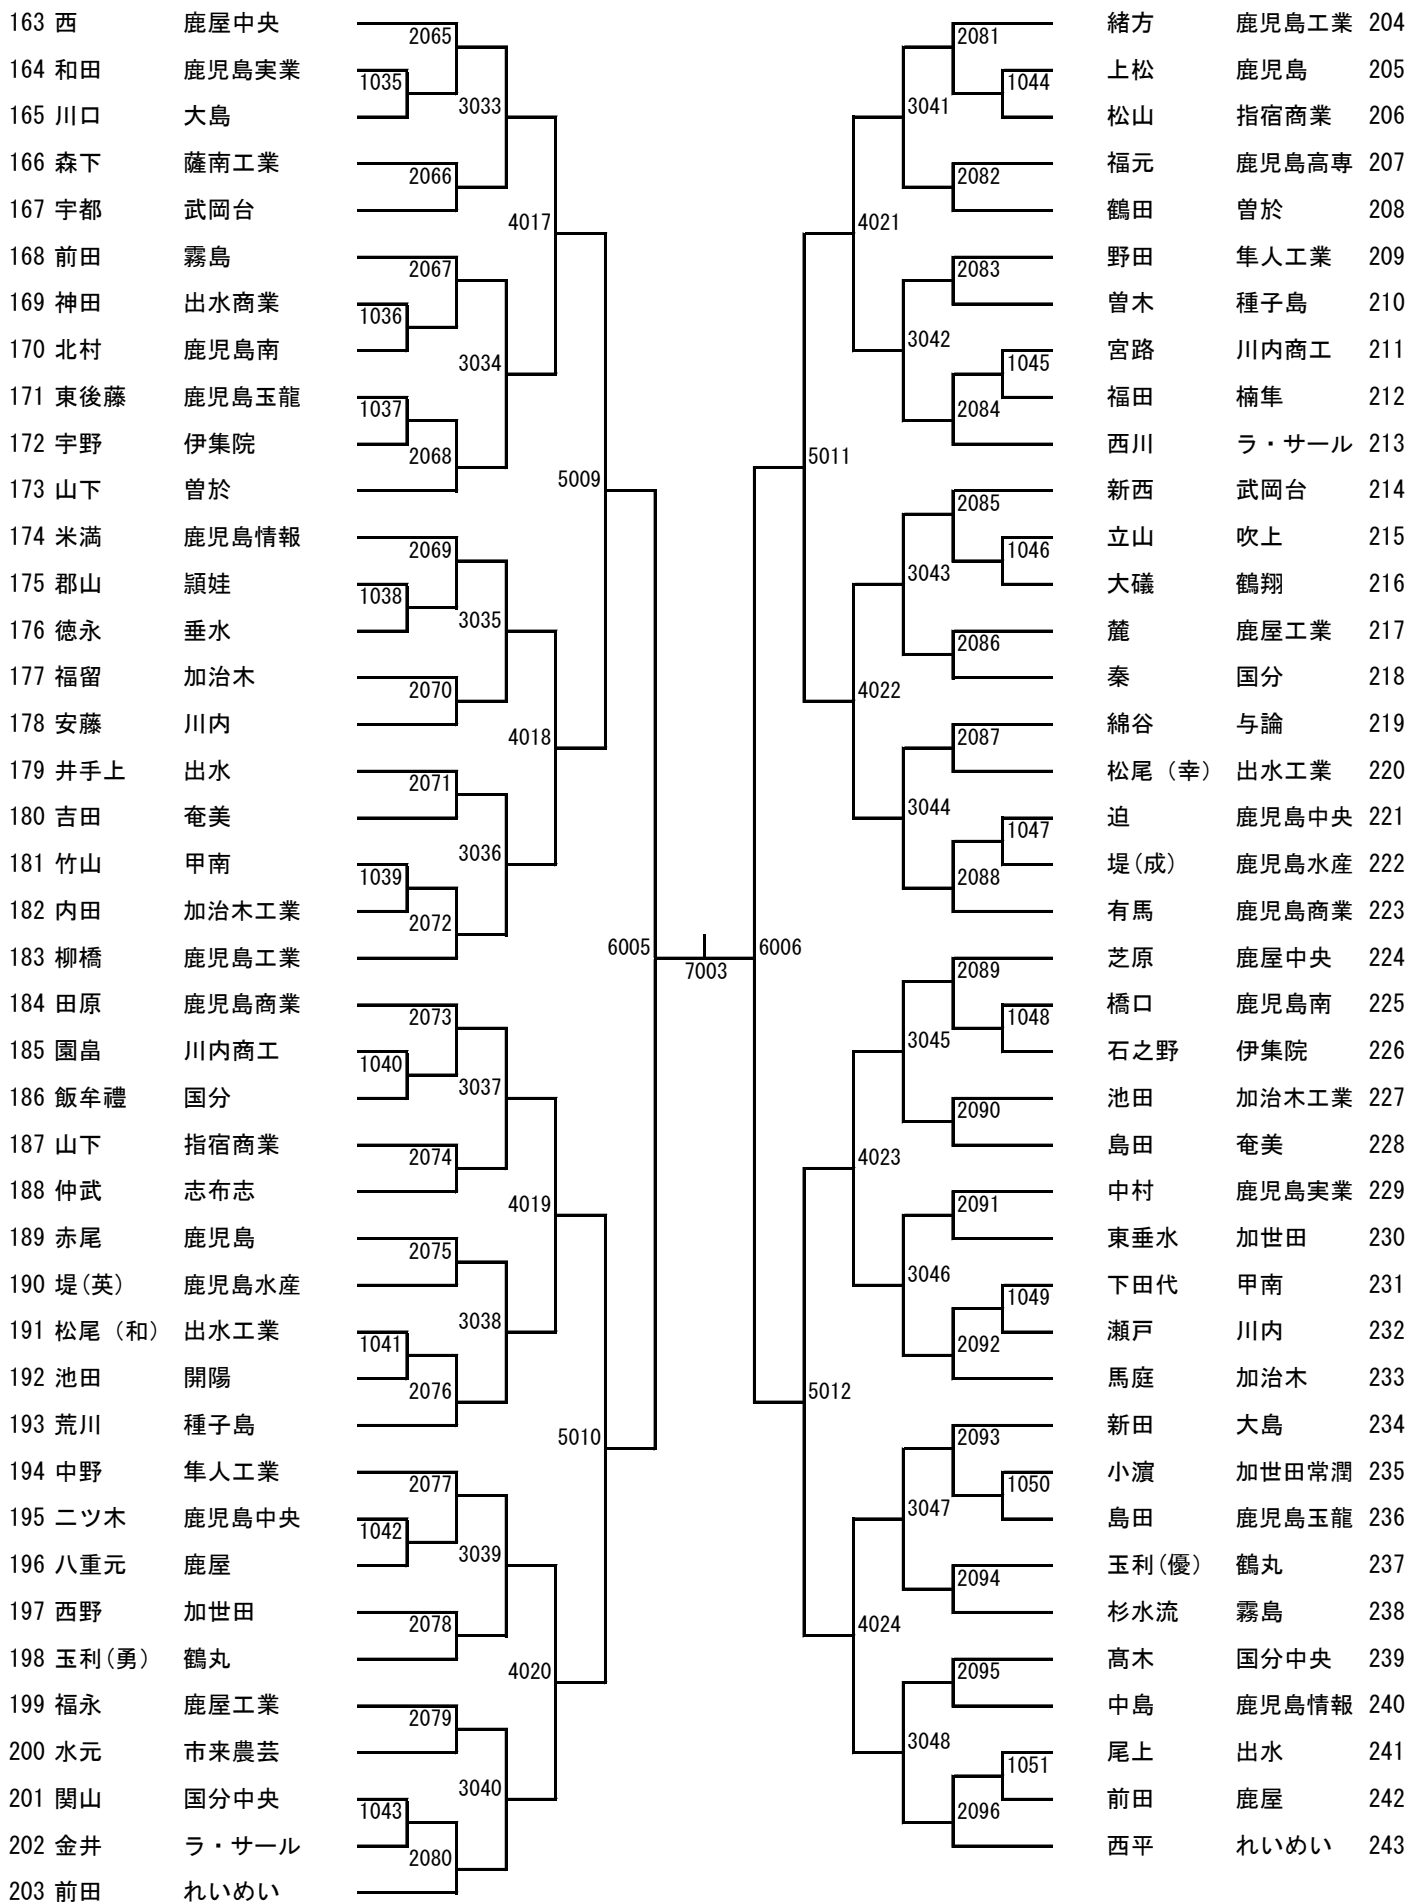 163 西 鹿屋中央
164 和田 鹿児島実業
165 川口 大島
166 森下 薩南工業
167 宇都 武岡台
168 前田 霧島
169 神田 出水商業
170 北村 鹿児島南
171 東後藤 鹿児島玉龍
172 宇野 伊集院
173 山下 曽於
174 米満 鹿児島情報
175 郡山 頴娃
176 徳永 垂水
177 福留 加治木
178 安藤 川内
179 井手上 出水
180 吉田 奄美
181 竹山 甲南
182 内田 加治木工業
183 柳橋 鹿児島工業
184 田原 鹿児島商業
185 園畠 川内商工
186 飯牟禮 国分
187 山下 指宿商業
188 仲武 志布志
189 赤尾 鹿児島
190 堤(英) 鹿児島水産
191 松尾（和） 出水工業
192 池田 開陽
193 荒川 種子島
194 中野 隼人工業
195 二ツ木 鹿児島中央
196 八重元 鹿屋
197 西野 加世田
198 玉利(勇) 鶴丸
199 福永 鹿屋工業
200 水元 市来農芸
201 関山 国分中央
202 金井 ラ・サール
203 前田 れいめい
1035
1036
1037
1038
1039
1040
1041
1042
1043
2065
2066
2067
2068
2069
2070
2071
2072
2073
2074
2075
2076
2077
2078
2079
2080
3033
3034
3035
3036
3037
3038
3039
3040
4017
4018
4019
4020
5009
5010
6005
7003
6006
5011
5012
4021
4022
4023
4024
3041
3042
3043
3044
3045
3046
3047
3048
2081
2082
2083
2084
2085
2086
2087
2088
2089
2090
2091
2092
2093
2094
2095
2096
1044
1045
1046
1047
1048
1049
1050
1051
緒方 鹿児島工業 204
上松 鹿児島 205
松山 指宿商業 206
福元 鹿児島高専 207
鶴田 曽於 208
野田 隼人工業 209
曽木 種子島 210
宮路 川内商工 211
福田 楠隼 212
西川 ラ・サール 213
新西 武岡台 214
立山 吹上 215
大礒 鶴翔 216
麓 鹿屋工業 217
秦 国分 218
綿谷 与論 219
松尾（幸） 出水工業 220
迫 鹿児島中央 221
堤(成) 鹿児島水産 222
有馬 鹿児島商業 223
芝原 鹿屋中央 224
橋口 鹿児島南 225
石之野 伊集院 226
池田 加治木工業 227
島田 奄美 228
中村 鹿児島実業 229
東垂水 加世田 230
下田代 甲南 231
瀬戸 川内 232
馬庭 加治木 233
新田 大島 234
小濵 加世田常潤 235
島田 鹿児島玉龍 236
玉利(優) 鶴丸 237
杉水流 霧島 238
髙木 国分中央 239
中島 鹿児島情報 240
尾上 出水 241
前田 鹿屋 242
西平 れいめい 243